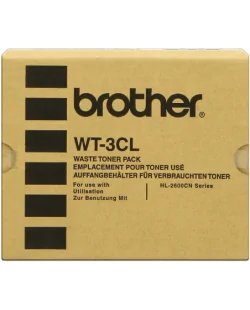 brother®
WT-3CL
WASTE TONER PACK
EMPLACEMENT POUR TONER USÉ
AUFFANGBEHÄLTER FÜR VERBRAUCHTEN TONER
For use with HL-2600CN Series
Utilisation
Zur Benutzung Mit